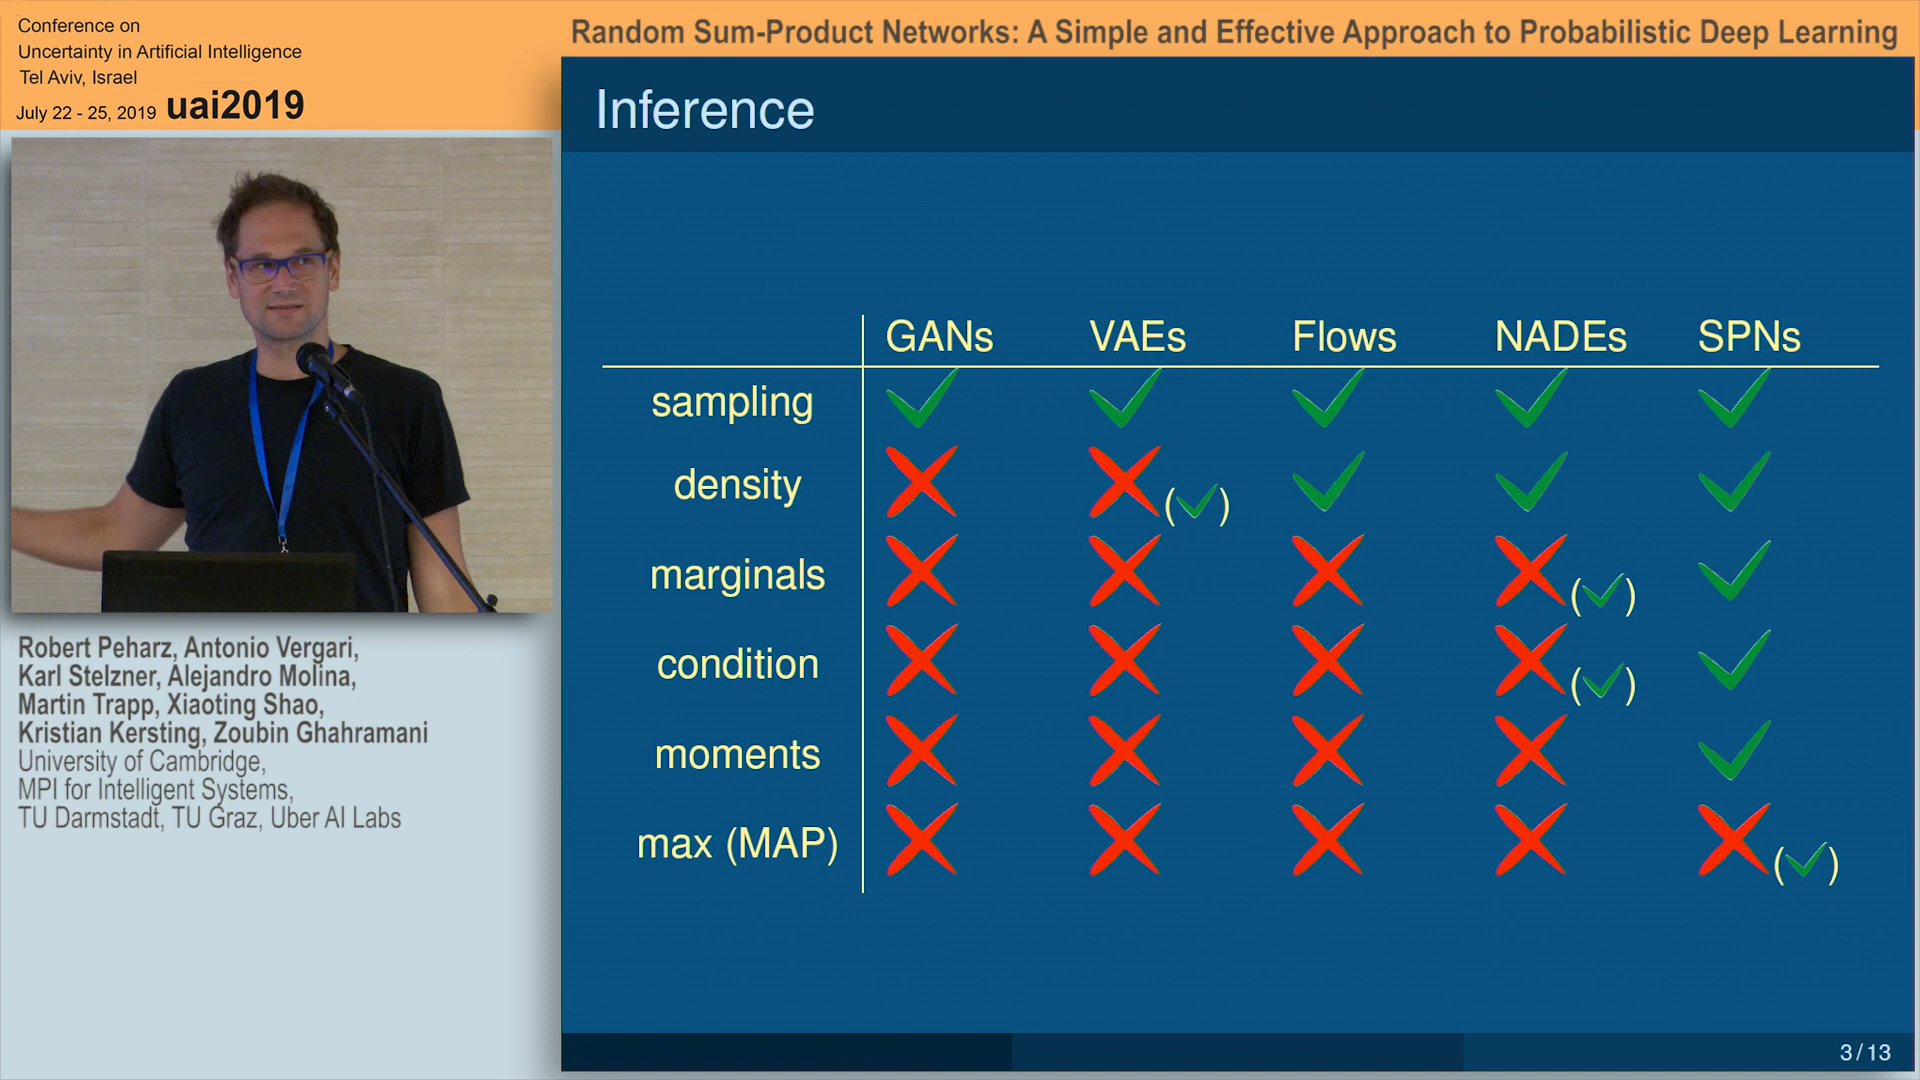 Conference on
Uncertainty in Artificial Intelligence
Tel Aviv, Israel
July 22 - 25, 2019 uai2019
Random Sum-Product Networks: A Simple and Effective Approach to Probabilistic Deep Learning
Inference
GANs VAEs Flows NADEs SPNs
sampling
density
( )
marginals
( )
condition
( )
moments
max (MAP)
( )
Robert Peharz, Antonio Vergari,
Karl Stelzner, Alejandro Molina,
Martin Trapp, Xiaoting Shao,
Kristian Kersting, Zoubin Ghahramani
University of Cambridge,
MPI for Intelligent Systems,
TU Darmstadt, TU Graz, Uber AI Labs
3/13